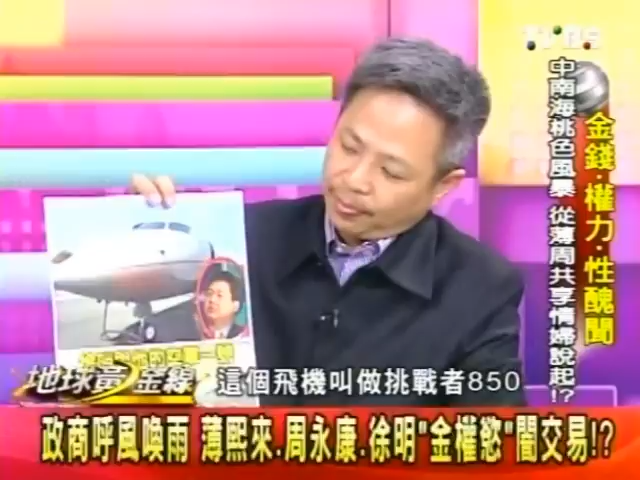 TVBS
金錢·權力·性醜聞
中南海桃色風暴 從薄周共享情婦說起!?
地球黃金線
這個飛機叫做挑戰者850
政商呼風喚雨 薄熙來.周永康.徐明"金權慾"闇交易!?